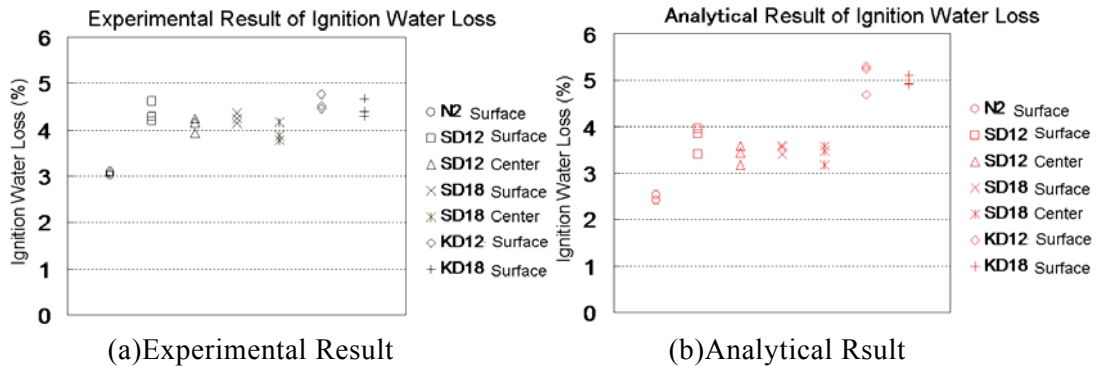 Experimental Result of Ignition Water Loss
Ignition Water Loss (%)
6
5
4
3
2
1
0
N2 Surface
SD12 Surface
SD12 Center
SD18 Surface
SD18 Center
KD12 Surface
KD18 Surface
(a)Experimental Result
Analytical Result of Ignition Water Loss
Ignition Water Loss (%)
6
5
4
3
2
1
0
N2 Surface
SD12 Surface
SD12 Center
SD18 Surface
SD18 Center
KD12 Surface
KD18 Surface
(b)Analytical Rsult